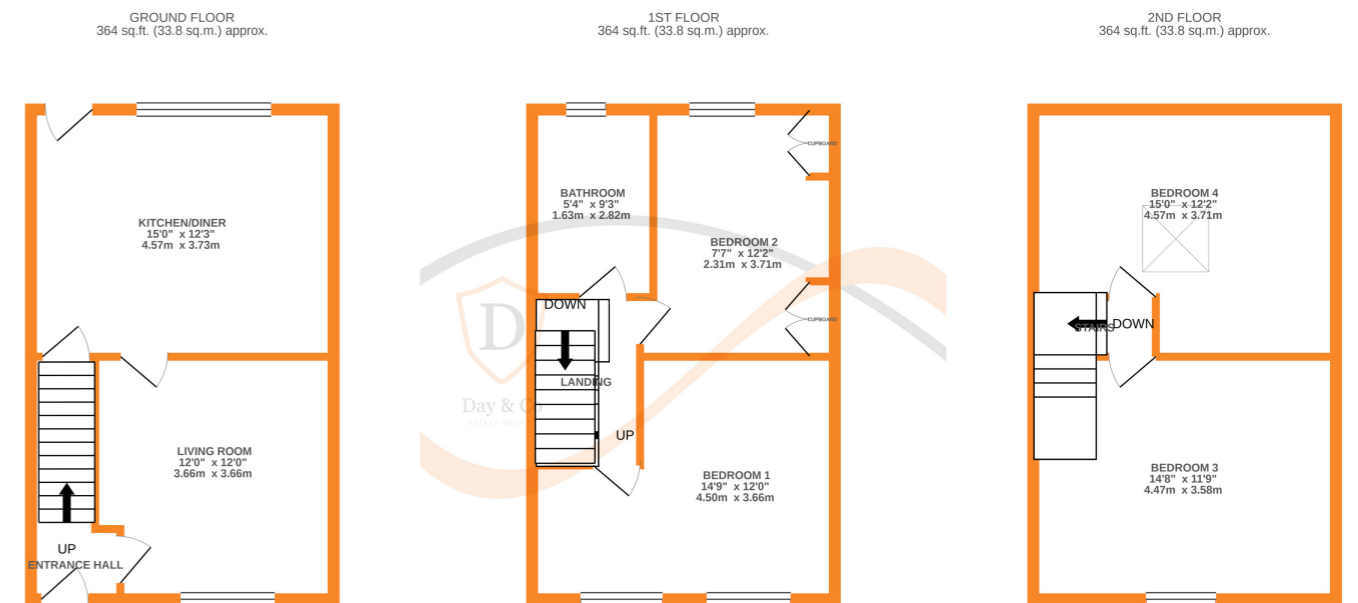 GROUND FLOOR
364 sq.ft. (33.8 sq.m.) approx.
KITCHEN/DINER
15'0" x 12'3"
4.57m x 3.73m
LIVING ROOM
12'0" x 12'0"
3.66m x 3.66m
UP
ENTRANCE HALL
1ST FLOOR
364 sq.ft. (33.8 sq.m.) approx.
CUPBOARD
BATHROOM
5'4" x 9'3"
1.63m x 2.82m
BEDROOM 2
7'7" x 12'2"
2.31m x 3.71m
DOWN
CUPBOARD
LANDING
D
Day & Co
UP
BEDROOM 1
14'9" x 12'0"
4.50m x 3.66m
2ND FLOOR
364 sq.ft. (33.8 sq.m.) approx.
BEDROOM 4
15'0" x 12'2"
4.57m x 3.71m
STAIRS
DOWN
BEDROOM 3
14'8" x 11'9"
4.47m x 3.58m